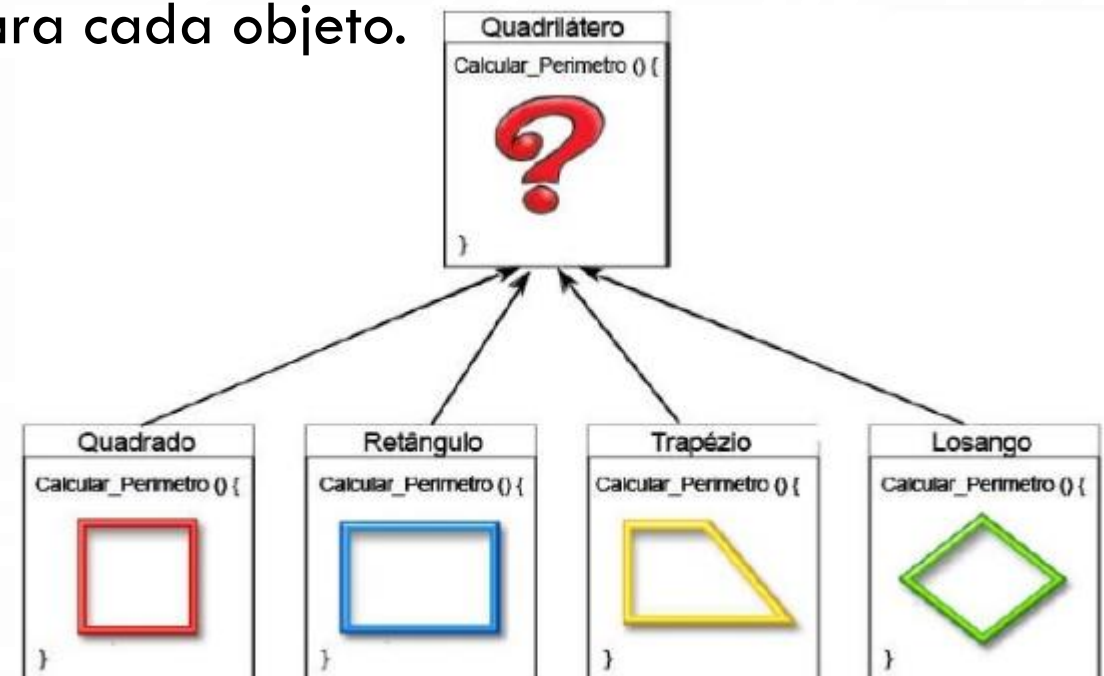 ara cada objeto.
Quadrilátero
Calcular_Perimetro () {
}
Quadrado
Calcular_Perimetro () {
}
Retângulo
Calcular_Perimetro () {
}
Trapézio
Calcular_Perimetro () {
}
Losango
Calcular_Perimetro () {
}